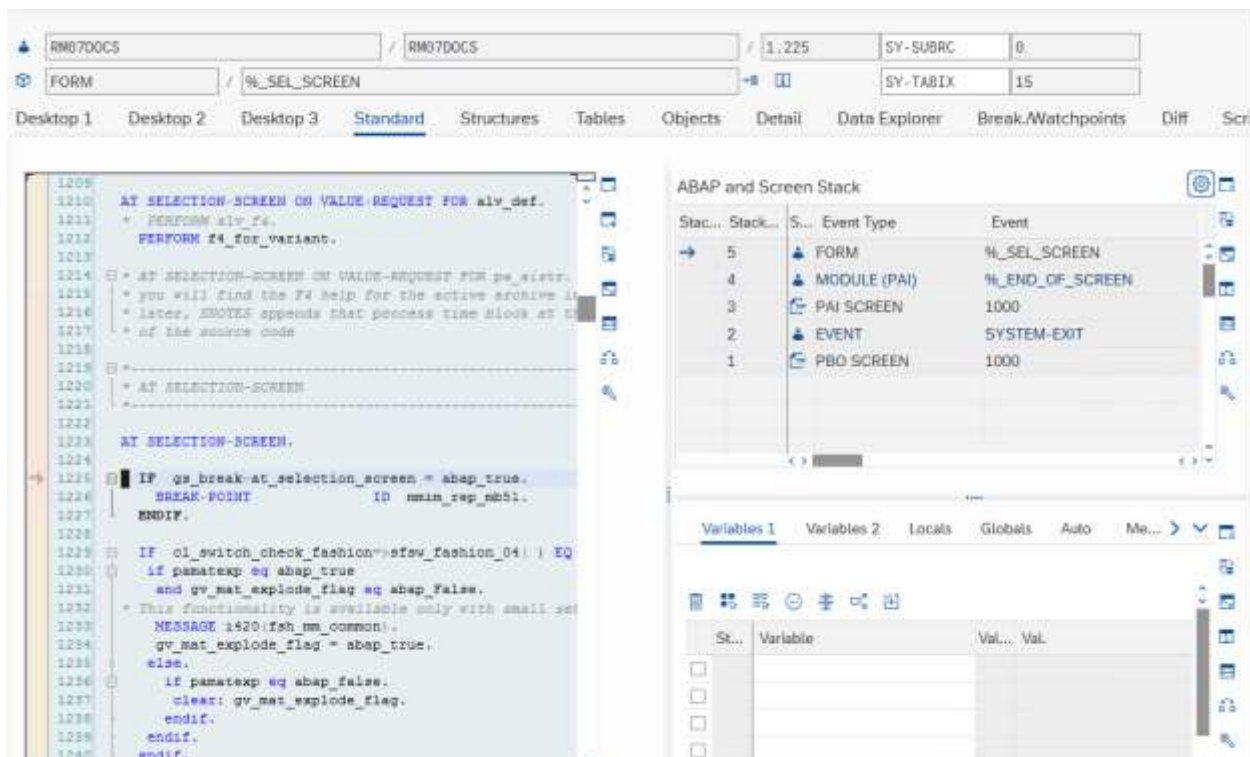 RM07DOCS / RM07DOCS / 1.225 SY-SUBRC 0
FORM / %_SEL_SCREEN SY-TABIX 15
Desktop 1 Desktop 2 Desktop 3 Standard Structures Tables Objects Detail Data Explorer Break./Watchpoints Diff Scri
1209
1210 AT SELECTION-SCREEN ON VALUE-REQUEST FOR alv_def.
1211 * PERFORM alv_f4.
1212 PERFORM f4_for_variant.
1213
1214 * AT SELECTION-SCREEN ON VALUE-REQUEST FOR pa_aistr.
1215 * you will find the F4 help for the active archive i
1216 * later, SNOTES appends that process time block at t
1217 * of the source code
1218
1219 *
1220 * AT SELECTION-SCREEN
1221 *
1222
1223 AT SELECTION-SCREEN.
1224
1225 IF gs_break-at_selection_screen = abap_true.
1226 BREAK-POINT ID mmim_rep_mb51.
1227 ENDIF.
1228
1229 IF cl_switch_check_fashion=>sfsw_fashion_04( ) EQ
1230 if pamatexp eq abap_true
1231 and gv_mat_explode_flag eq abap_False.
1232 * This functionality is available only with small set
1233 MESSAGE i420(fsh_mm_common).
1234 gv_mat_explode_flag = abap_true.
1235 else.
1236 if pamatexp eq abap_false.
1237 clear: gv_mat_explode_flag.
1238 endif.
1239 endif.
1240 endif.
ABAP and Screen Stack
Stac... Stack... S... Event Type Event
5 FORM %_SEL_SCREEN
4 MODULE (PAI) %_END_OF_SCREEN
3 PAI SCREEN 1000
2 EVENT SYSTEM-EXIT
1 PBO SCREEN 1000
Variables 1 Variables 2 Locals Globals Auto Me...
St... Variable Val... Val.